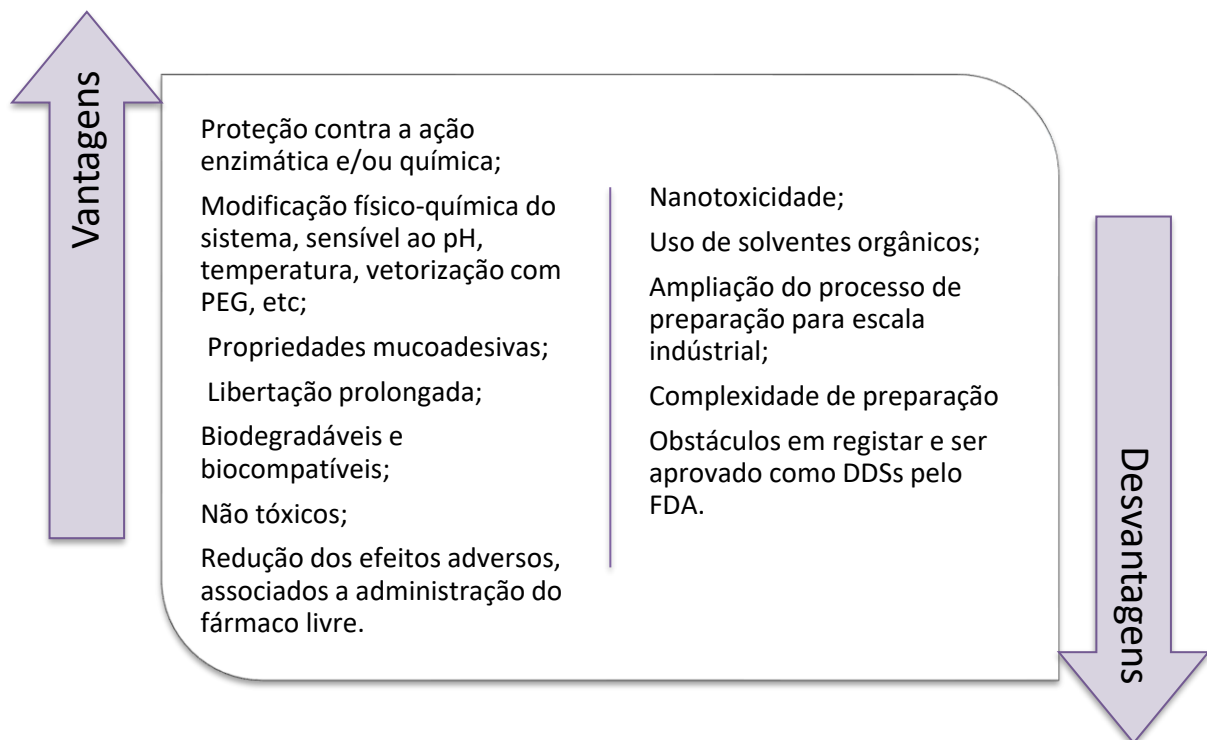 Vantagens
Proteção contra a ação
enzimática e/ou química;
Modificação físico-química do
sistema, sensível ao pH,
temperatura, vetorização com
PEG, etc;
Propriedades mucoadesivas;
Libertação prolongada;
Biodegradáveis e
biocompatíveis;
Não tóxicos;
Redução dos efeitos adversos,
associados a administração do
fármaco livre.
Nanotoxicidade;
Uso de solventes orgânicos;
Ampliação do processo de
preparação para escala
indústrial;
Complexidade de preparação
Obstáculos em registar e ser
aprovado como DDSs pelo
FDA.
Desvantagens